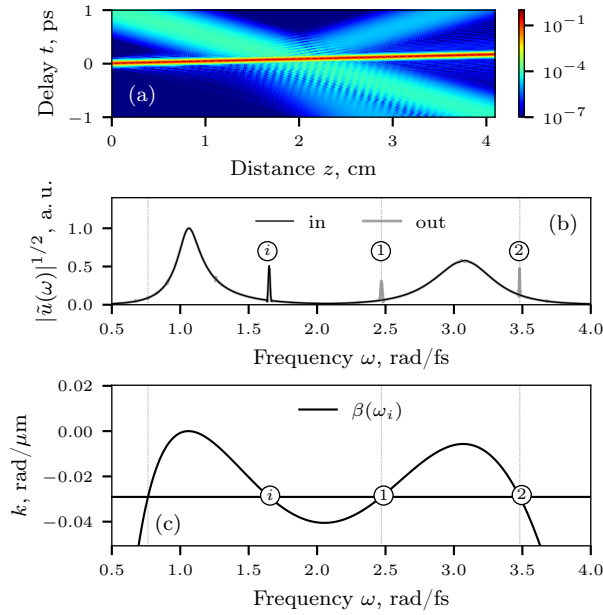 Delay t, ps
1
0
−1
(a)
10⁻¹
10⁻⁴
10⁻⁷
0 1 2 3 4
Distance z, cm
|ũ(ω)|^{1/2}, a. u.
1.0
0.5
0.0
in out (b)
i 1 2
0.5 1.0 1.5 2.0 2.5 3.0 3.5 4.0
Frequency ω, rad/fs
k, rad/μm
0.02
0.00
−0.02
−0.04
β(ω_i)
i 1 2
(c)
0.5 1.0 1.5 2.0 2.5 3.0 3.5 4.0
Frequency ω, rad/fs